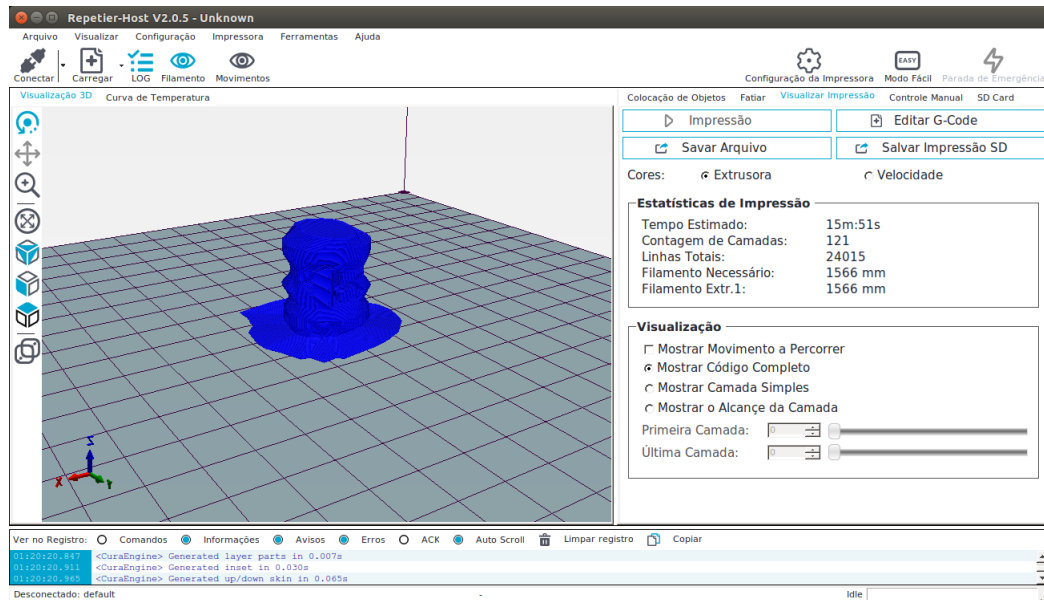 Repetier-Host V2.0.5 - Unknown
Arquivo Visualizar Configuração Impressora Ferramentas Ajuda
Conectar Carregar LOG Filamento Movimentos Configuração da Impressora EASY Modo Fácil Parada de Emergência
Visualização 3D Curva de Temperatura
Colocação de Objetos Fatiar Visualizar Impressão Controle Manual SD Card
Impressão Editar G-Code
Savar Arquivo Salvar Impressão SD
Cores: Extrusora Velocidade
Estatísticas de Impressão
Tempo Estimado: 15m:51s
Contagem de Camadas: 121
Linhas Totais: 24015
Filamento Necessário: 1566 mm
Filamento Extr.1: 1566 mm
Visualização
Mostrar Movimento a Percorrer
Mostrar Código Completo
Mostrar Camada Simples
Mostrar o Alcançe da Camada
Primeira Camada: 0
Última Camada: 0
Z
X Y
Ver no Registro: Comandos Informações Avisos Erros ACK Auto Scroll Limpar registro Copiar
01:20:20.847 <CuraEngine> Generated layer parts in 0.007s
01:20:20.911 <CuraEngine> Generated inset in 0.030s
01:20:20.965 <CuraEngine> Generated up/down skin in 0.065s
Desconectado: default - Idle